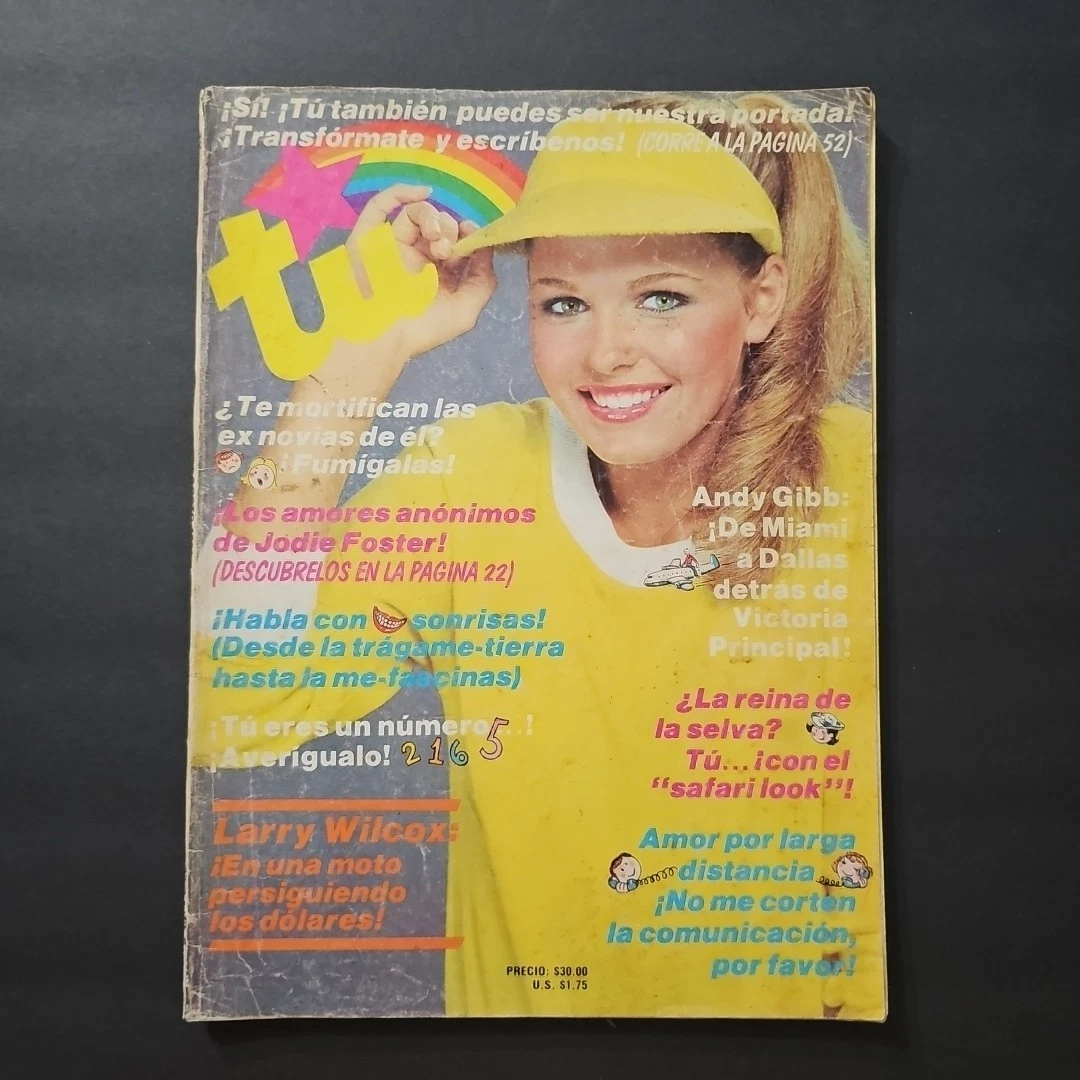 ¡Sí! ¡Tú también puedes ser nuestra portada!
¡Transfórmate y escríbenos! (CORRE A LA PAGINA 52)
tú
¿Te mortifican las
ex novias de él?
¡Fumígalas!
¡Los amores anónimos
de Jodie Foster!
(DESCUBRELOS EN LA PAGINA 22)
¡Habla con sonrisas!
(Desde la trágame-tierra
hasta la me-fascinas)
¡Tú eres un número...!
¡Averígualo! 2165
Larry Wilcox:
¡En una moto
persiguiendo
los dólares!
Andy Gibb:
¡De Miami
a Dallas
detrás de
Victoria
Principal!
¿La reina de
la selva?
Tú... ¡con el
"safari look"!
Amor por larga
distancia
¡No me corten
la comunicación,
por favor!
PRECIO: $30.00
U.S. $1.75